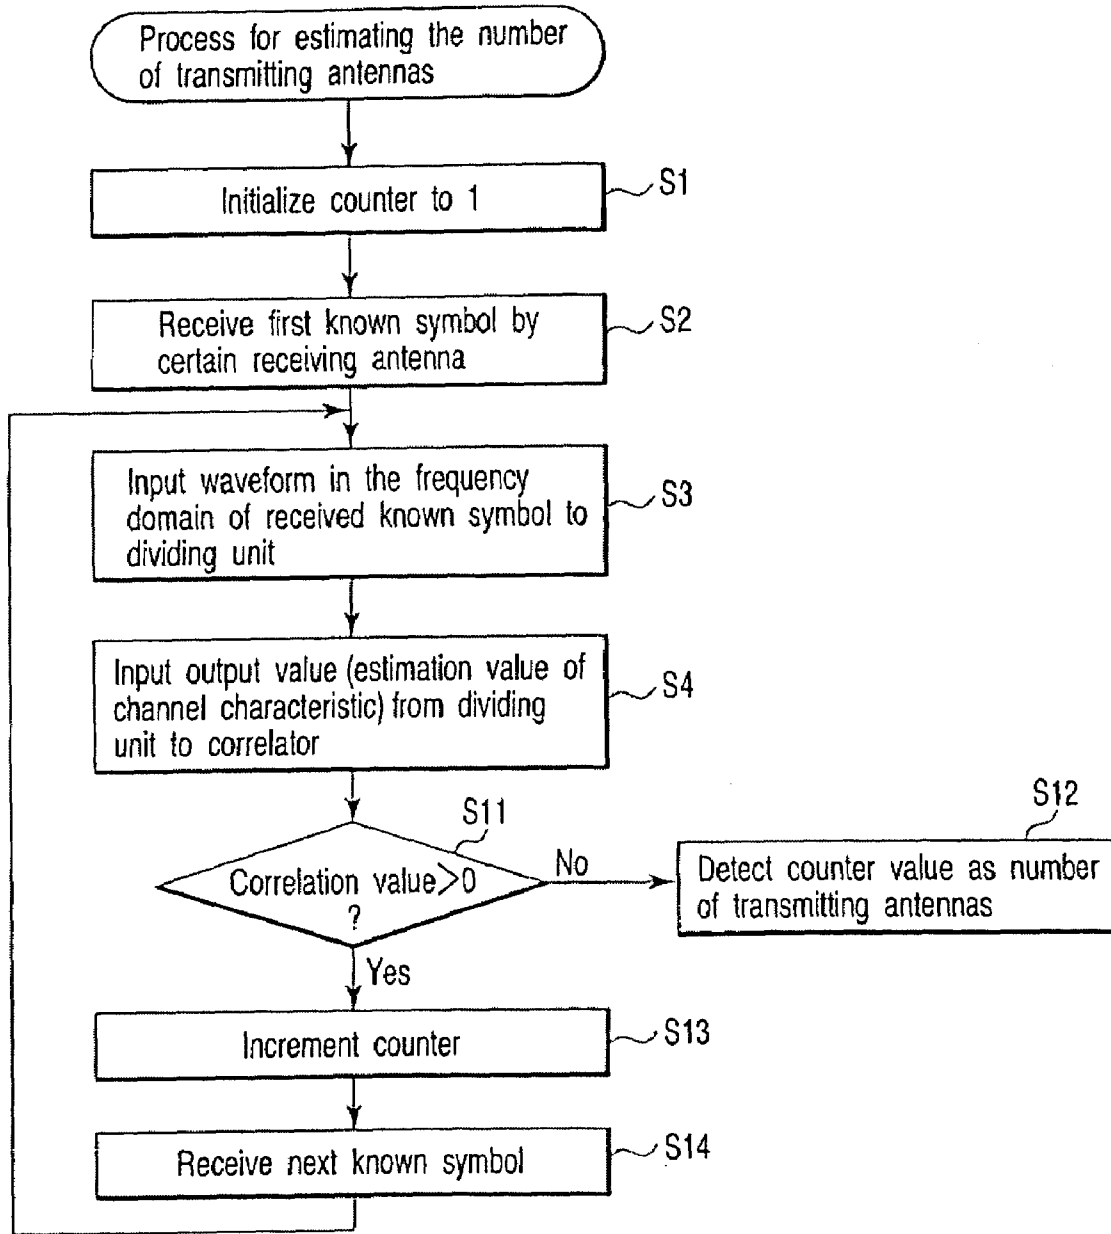 Process for estimating the number
of transmitting antennas
Initialize counter to 1
S1
Receive first known symbol by
certain receiving antenna
S2
Input waveform in the frequency
domain of received known symbol to
dividing unit
S3
Input output value (estimation value of
channel characteristic) from dividing
unit to correlator
S4
Correlation value>0
?
S11
No
Yes
S12
Detect counter value as number
of transmitting antennas
Increment counter
S13
Receive next known symbol
S14